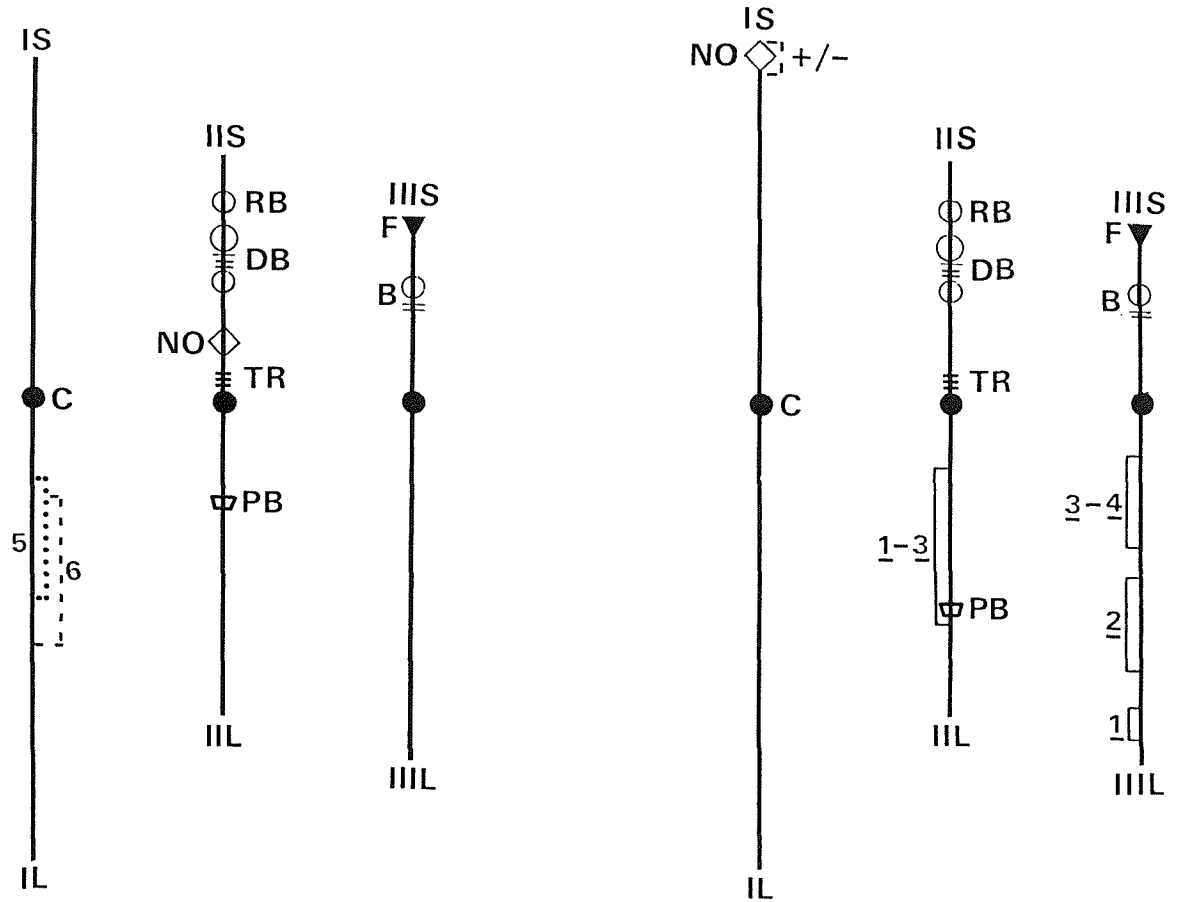 IS
IIS
RB
DB
NO
TR
IIIS
F
B
C
5
6
PB
IIL
IIIL
IL
IS
NO
+/-
IIS
RB
DB
TR
IIIS
F
B
C
1-3
PB
3-4
2
1
IIL
IIIL
IL